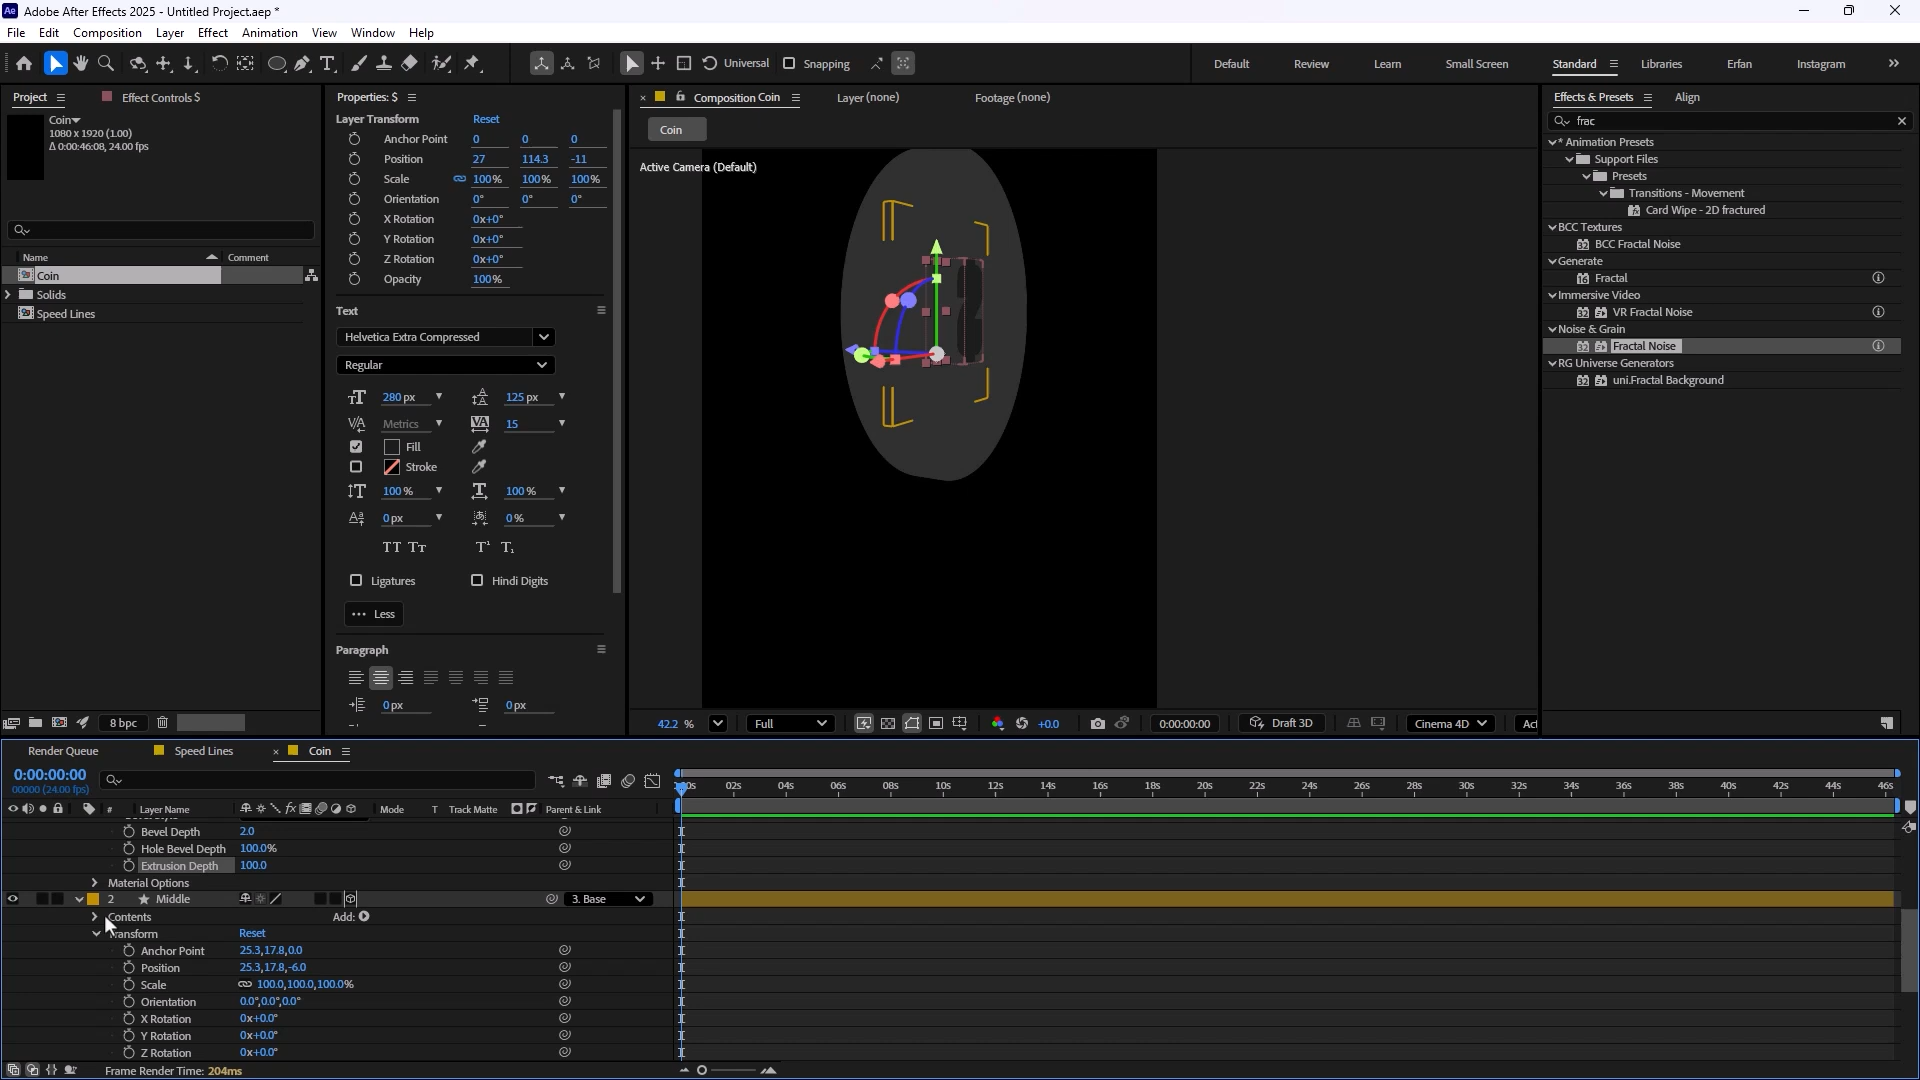 Ae Adobe After Effects 2025 - Untitled Project.aep *
File Edit Composition Layer Effect Animation View Window Help
Universal Snapping Default Review Learn Small Screen Standard Libraries Erfan Instagram
Project Effect Controls $
Coin
1080 x 1920 (1.00)
Δ 0:00:46:08, 24.00 fps
Name Comment
Coin
Solids
Speed Lines
8 bpc
Properties: $
Layer Transform Reset
Anchor Point 0 0 0
Position 27 114.3 -11
Scale 100% 100% 100%
Orientation 0° 0° 0°
X Rotation 0x+0°
Y Rotation 0x+0°
Z Rotation 0x+0°
Opacity 100%
Text
Helvetica Extra Compressed
Regular
280 px 125 px
Metrics 15
Fill
Stroke
100 % 100 %
0 px 0 %
TT Tт T¹ T₁
Ligatures Hindi Digits
Less
Paragraph
0 px 0 px
Composition Coin Layer (none) Footage (none)
Coin
Active Camera (Default)
42.2 % Full +0.0 0:00:00:00 Draft 3D Cinema 4D Act
Effects & Presets Align
frac
* Animation Presets
Support Files
Presets
Transitions - Movement
Card Wipe - 2D fractured
BCC Textures
BCC Fractal Noise
Generate
Fractal
Immersive Video
VR Fractal Noise
Noise & Grain
Fractal Noise
RG Universe Generators
uni.Fractal Background
Render Queue Speed Lines Coin
0:00:00:00
00000 (24.00 fps)
# Layer Name Mode T Track Matte Parent & Link
02s 04s 06s 08s 10s 12s 14s 16s 18s 20s 22s 24s 26s 28s 30s 32s 34s 36s 38s 40s 42s 44s 46s
Bevel Depth 2.0
Hole Bevel Depth 100.0%
Extrusion Depth 100.0
Material Options
2 Middle 3. Base
Contents Add:
Transform Reset
Anchor Point 25.3,17.8,0.0
Position 25.3,17.8,-6.0
Scale 100.0,100.0,100.0%
Orientation 0.0°,0.0°,0.0°
X Rotation 0x+0.0°
Y Rotation 0x+0.0°
Z Rotation 0x+0.0°
Frame Render Time: 204ms